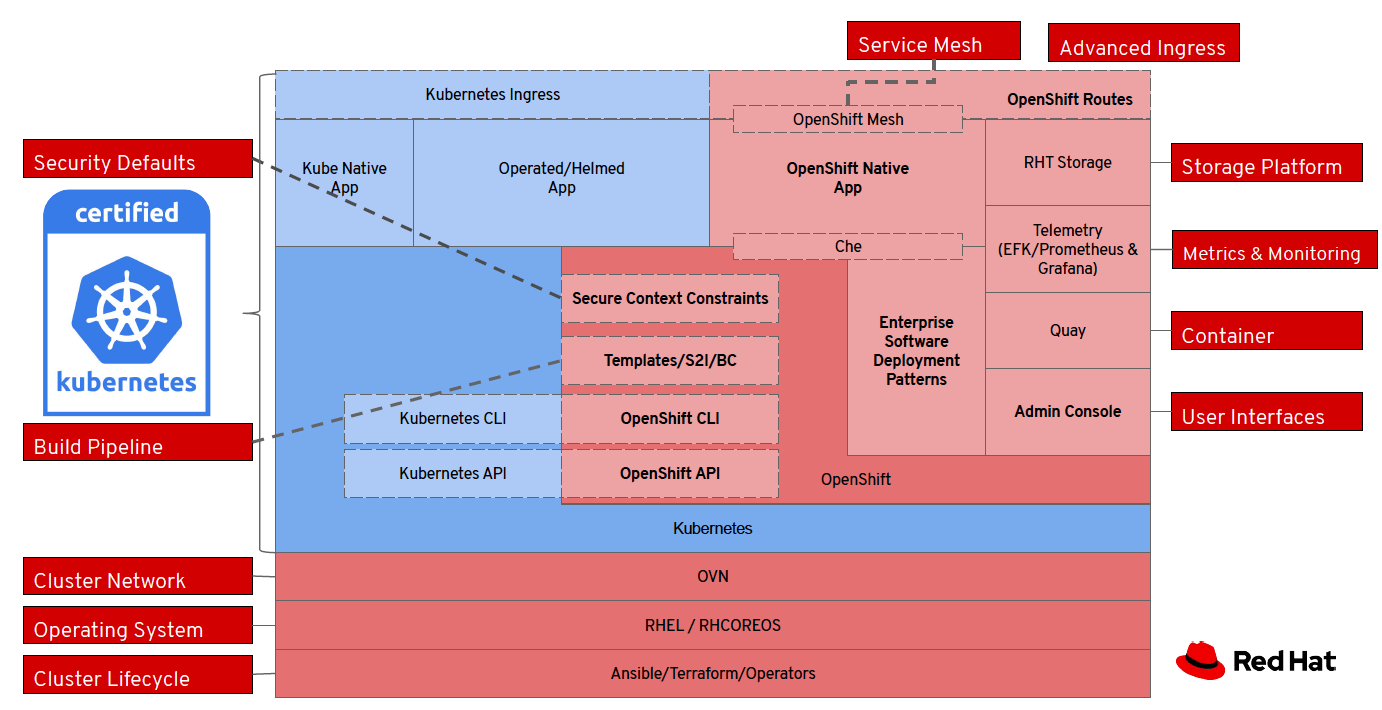 Service Mesh
Advanced Ingress
Kubernetes Ingress
OpenShift Routes
OpenShift Mesh
Security Defaults
Kube Native
App
Operated/Helmed
App
OpenShift Native
App
RHT Storage
Storage Platform
certified
kubernetes
Che
Telemetry
(EFK/Prometheus &
Grafana)
Metrics & Monitoring
Secure Context Constraints
Enterprise
Software
Deployment
Patterns
Quay
Container
Templates/S2I/BC
Build Pipeline
Kubernetes CLI
OpenShift CLI
Admin Console
User Interfaces
Kubernetes API
OpenShift API
OpenShift
Kubernetes
Cluster Network
OVN
Operating System
RHEL / RHCOREOS
Cluster Lifecycle
Ansible/Terraform/Operators
Red Hat